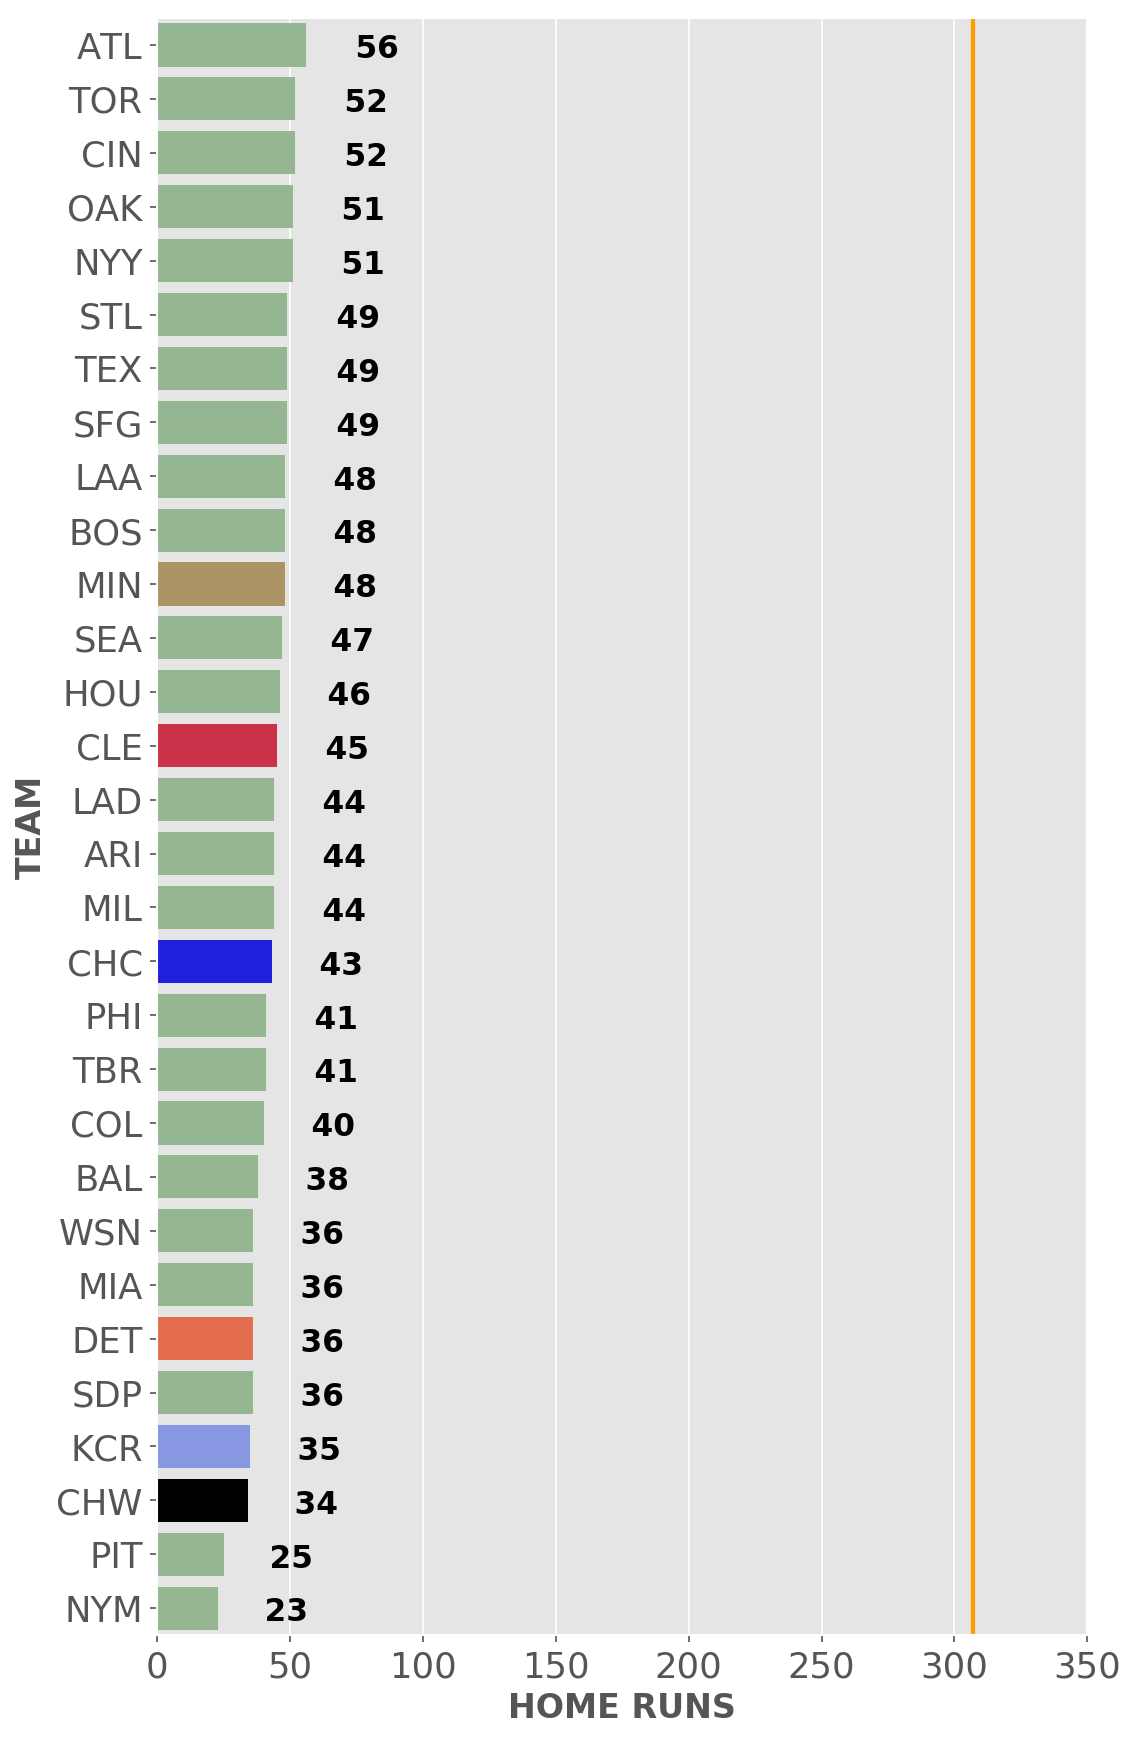 ATL 56
TOR 52
CIN 52
OAK 51
NYY 51
STL 49
TEX 49
SFG 49
LAA 48
BOS 48
MIN 48
SEA 47
HOU 46
CLE 45
LAD 44
ARI 44
MIL 44
CHC 43
PHI 41
TBR 41
COL 40
BAL 38
WSN 36
MIA 36
DET 36
SDP 36
KCR 35
CHW 34
PIT 25
NYM 23
TEAM
0 50 100 150 200 250 300 350
HOME RUNS